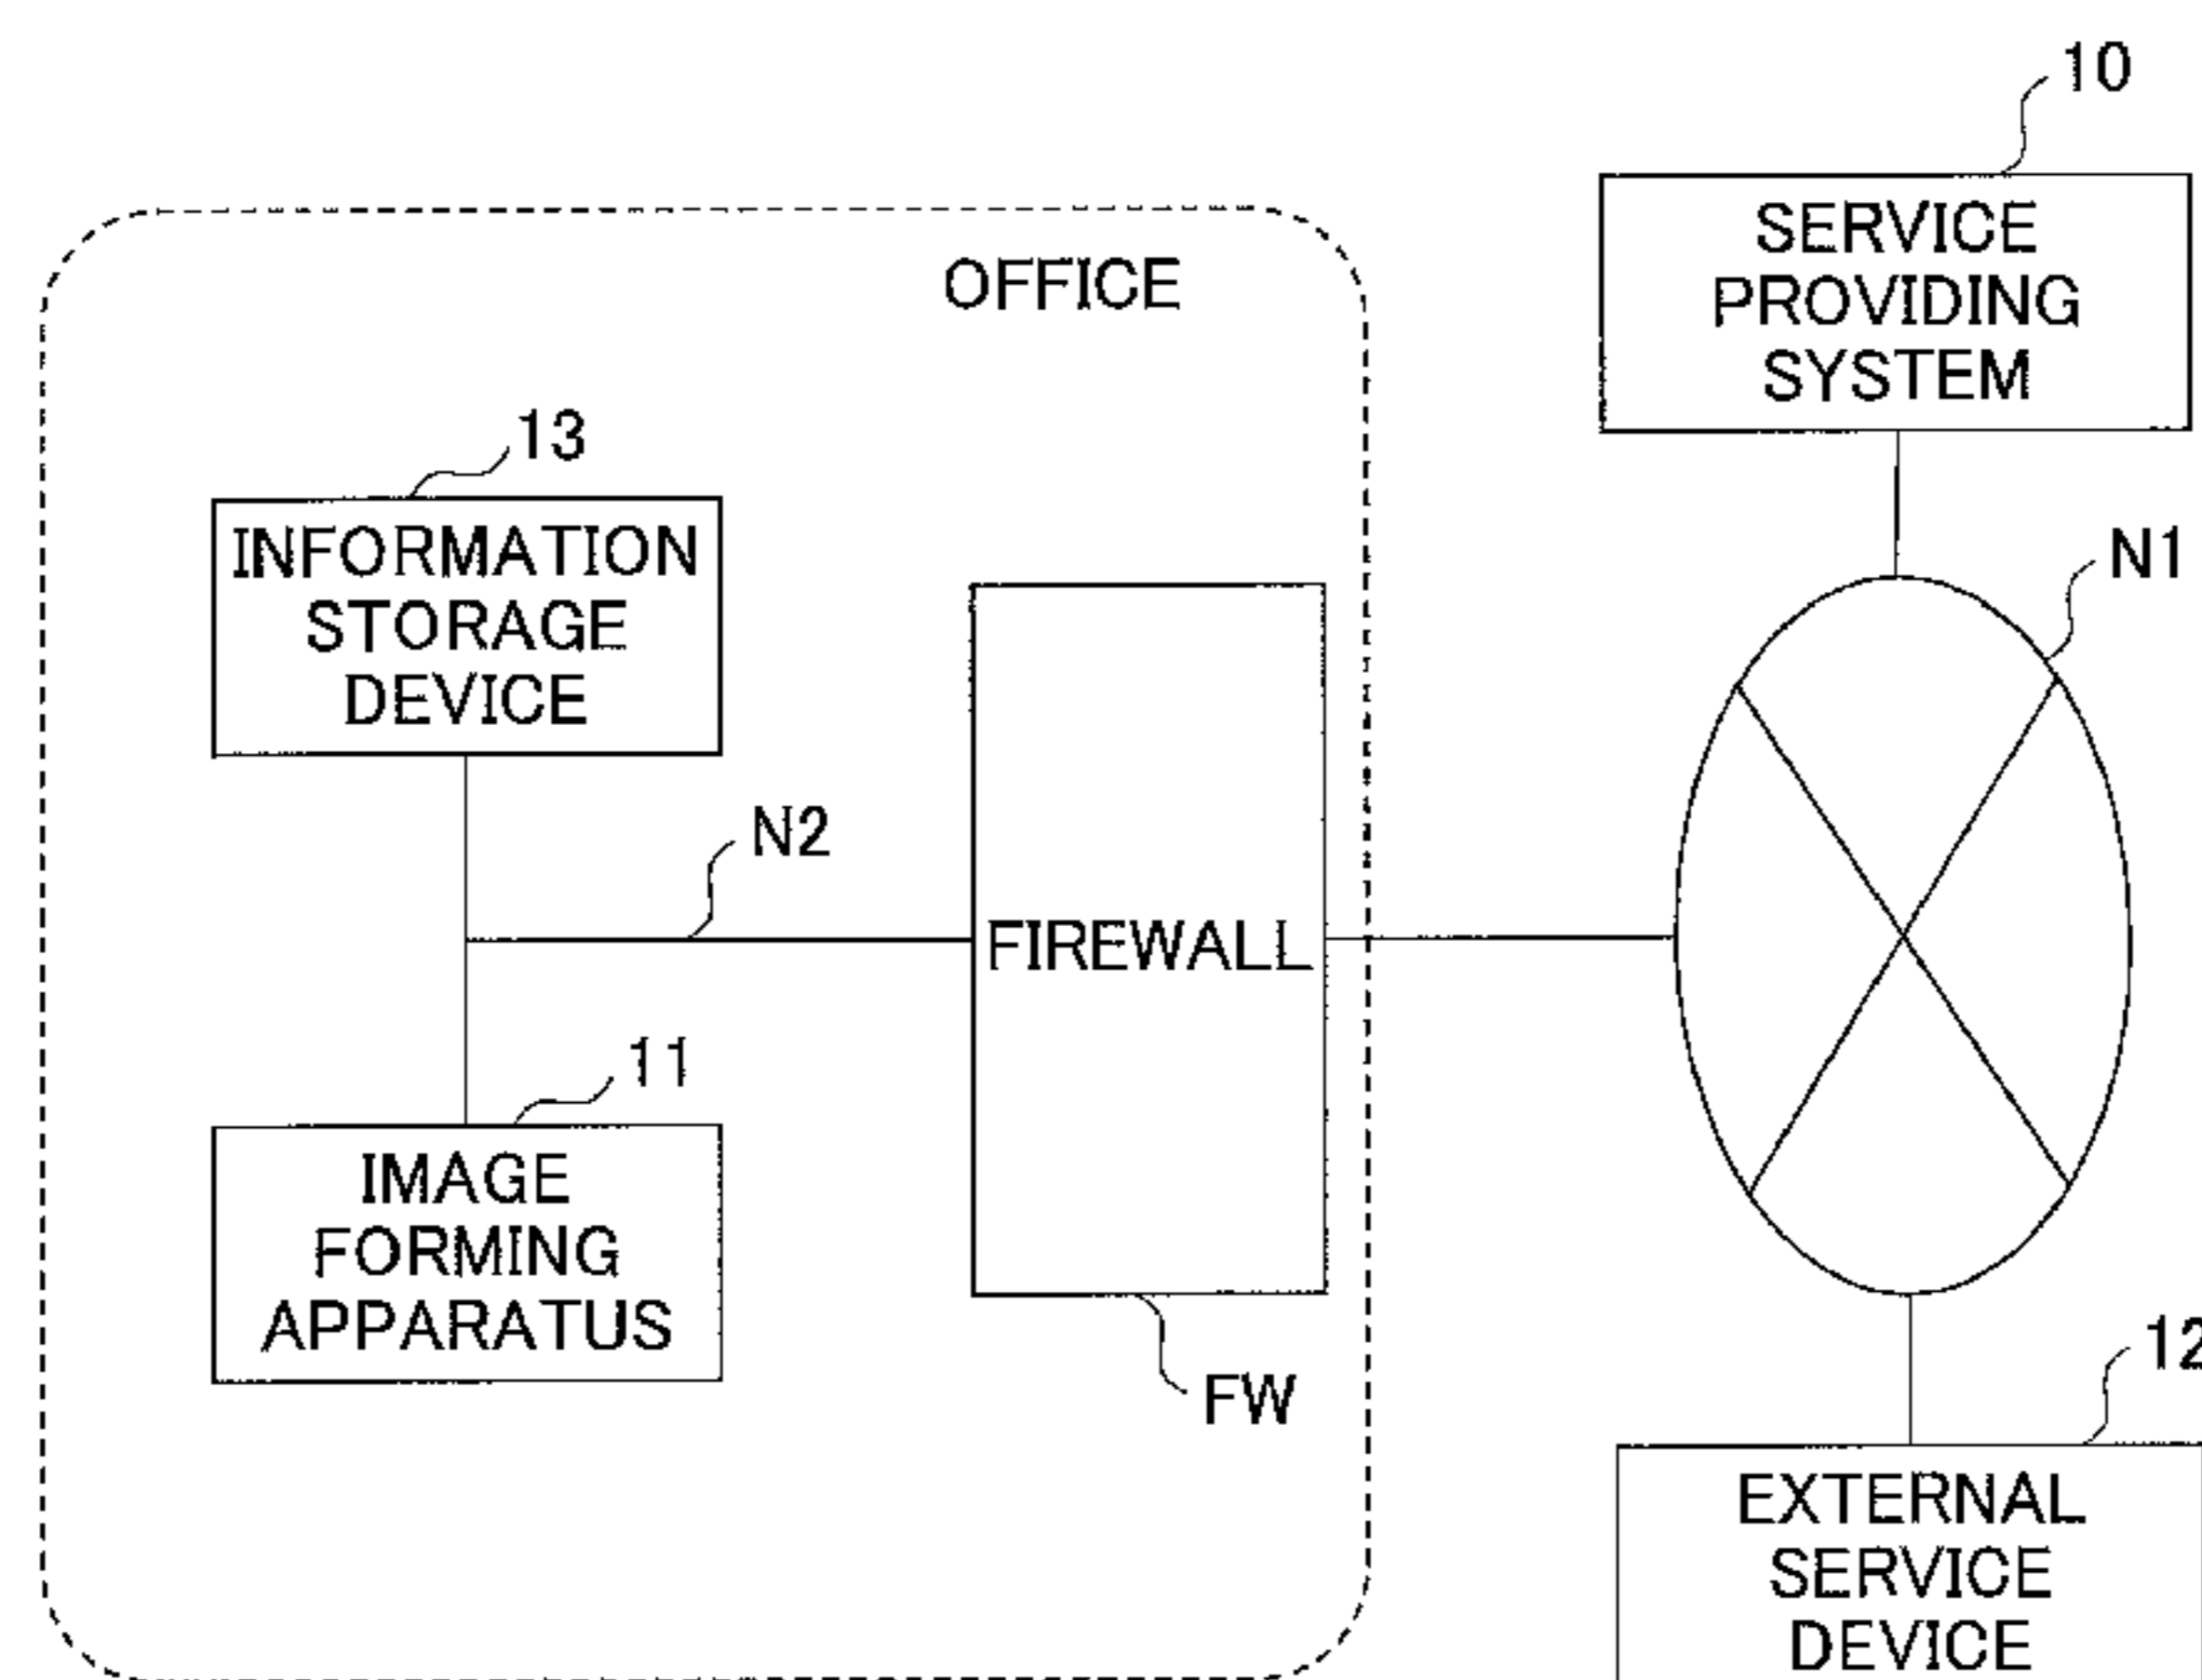 10
SERVICE
PROVIDING
SYSTEM
OFFICE
13
INFORMATION
STORAGE
DEVICE
N1
N2
FIREWALL
11
IMAGE
FORMING
APPARATUS
FW
12
EXTERNAL
SERVICE
DEVICE